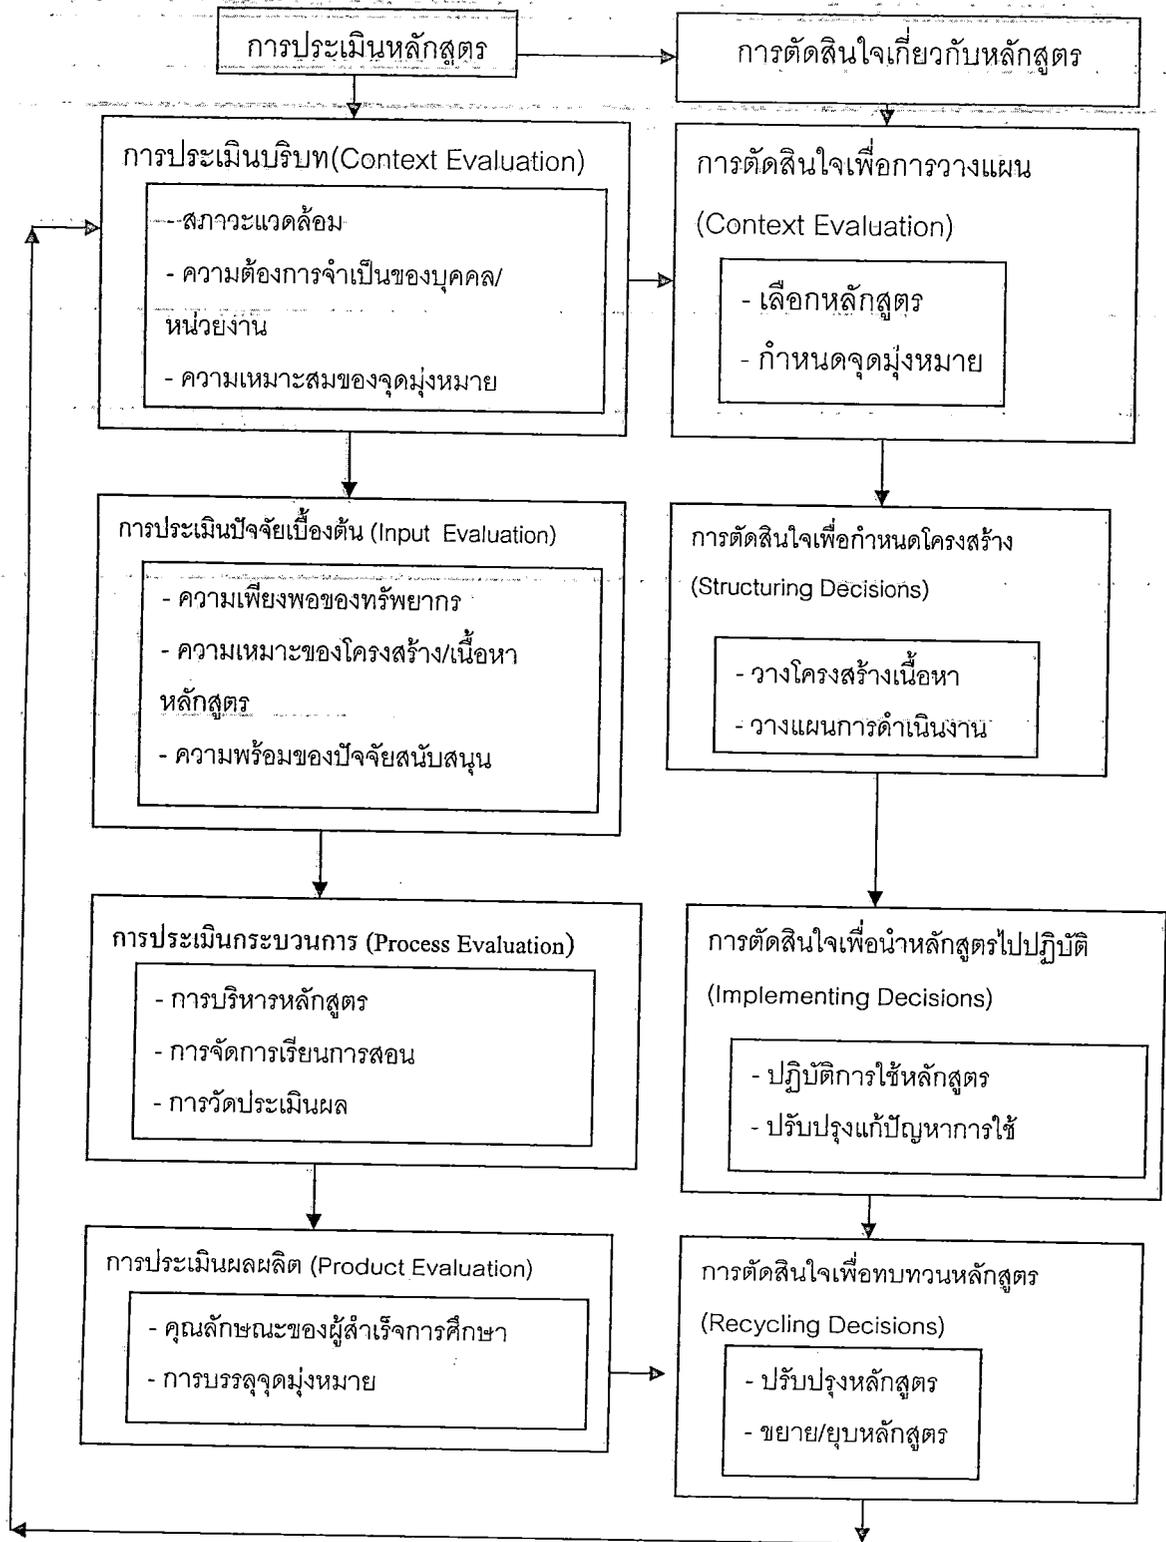 การประเมินหลักสูตร
การตัดสินใจเกี่ยวกับหลักสูตร
การประเมินบริบท(Context Evaluation)
- สภาวะแวดล้อม
- ความต้องการจำเป็นของบุคคล/
หน่วยงาน
- ความเหมาะสมของจุดมุ่งหมาย
การตัดสินใจเพื่อการวางแผน
(Context Evaluation)
- เลือกหลักสูตร
- กำหนดจุดมุ่งหมาย
การประเมินปัจจัยเบื้องต้น (Input Evaluation)
- ความเพียงพอของทรัพยากร
- ความเหมาะของโครงสร้าง/เนื้อหา
หลักสูตร
- ความพร้อมของปัจจัยสนับสนุน
การตัดสินใจเพื่อกำหนดโครงสร้าง
(Structuring Decisions)
- วางโครงสร้างเนื้อหา
- วางแผนการดำเนินงาน
การประเมินกระบวนการ (Process Evaluation)
- การบริหารหลักสูตร
- การจัดการเรียนการสอน
- การวัดประเมินผล
การตัดสินใจเพื่อนำหลักสูตรไปปฏิบัติ
(Implementing Decisions)
- ปฏิบัติการใช้หลักสูตร
- ปรับปรุงแก้ปัญหาการใช้
การประเมินผลผลิต (Product Evaluation)
- คุณลักษณะของผู้สำเร็จการศึกษา
- การบรรลุจุดมุ่งหมาย
การตัดสินใจเพื่อทบทวนหลักสูตร
(Recycling Decisions)
- ปรับปรุงหลักสูตร
- ขยาย/ยุบหลักสูตร